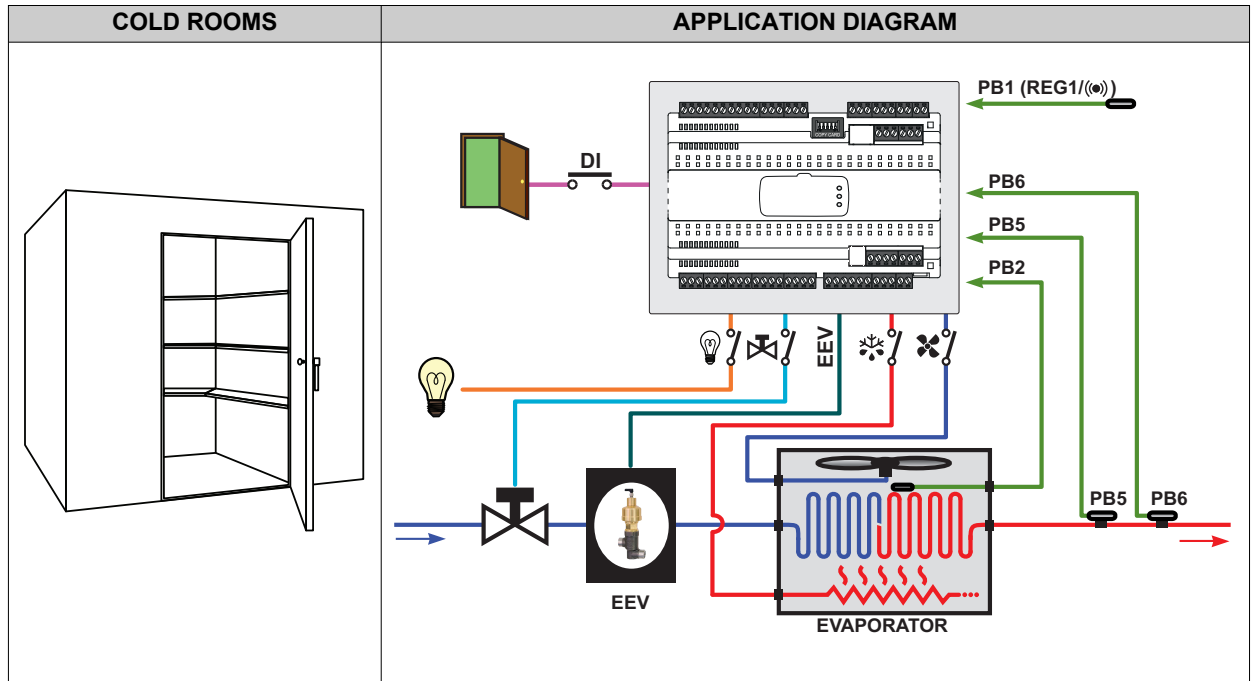 COLD ROOMS
APPLICATION DIAGRAM
PB1 (REG1/ )
COPY CARD
DI
PB6
PB5
PB2
EEV
PB5
PB6
EEV
EVAPORATOR